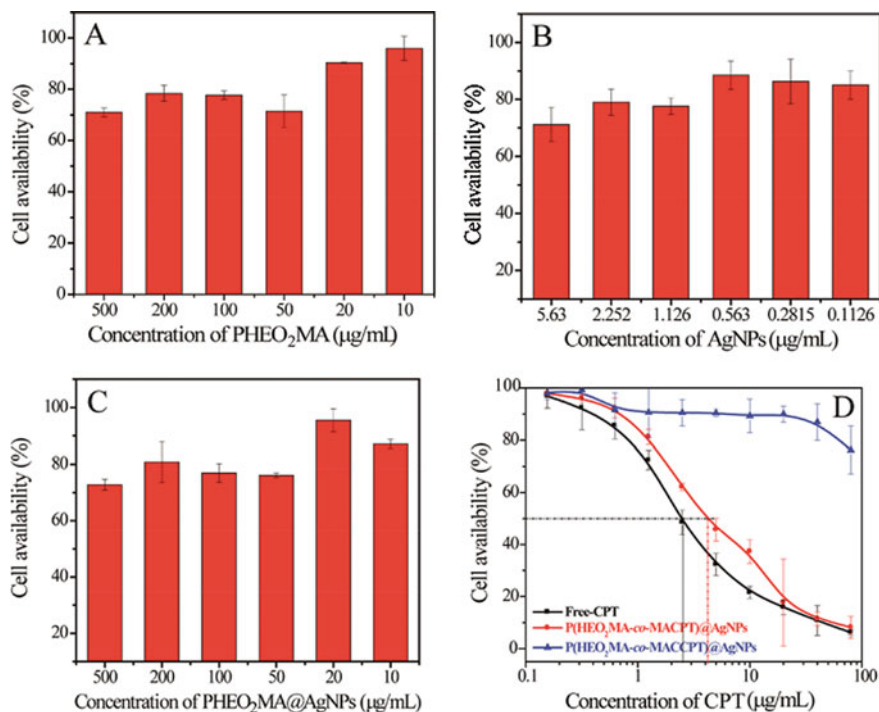 A
Cell availability (%)
100
80
60
40
20
0
500 200 100 50 20 10
Concentration of PHEO₂MA (µg/mL)
B
Cell availability (%)
100
80
60
40
20
5.63 2.252 1.126 0.563 0.2815 0.1126
Concentration of AgNPs (µg/mL)
C
Cell availability (%)
100
80
60
40
20
500 200 100 50 20 10
Concentration of PHEO₂MA@AgNPs (µg/mL)
D
Cell availability (%)
100
80
60
40
20
0
Free-CPT
P(HEO₂MA-co-MACPT)@AgNPs
P(HEO₂MA-co-MACCPT)@AgNPs
0.1 1 10 100
Concentration of CPT (µg/mL)